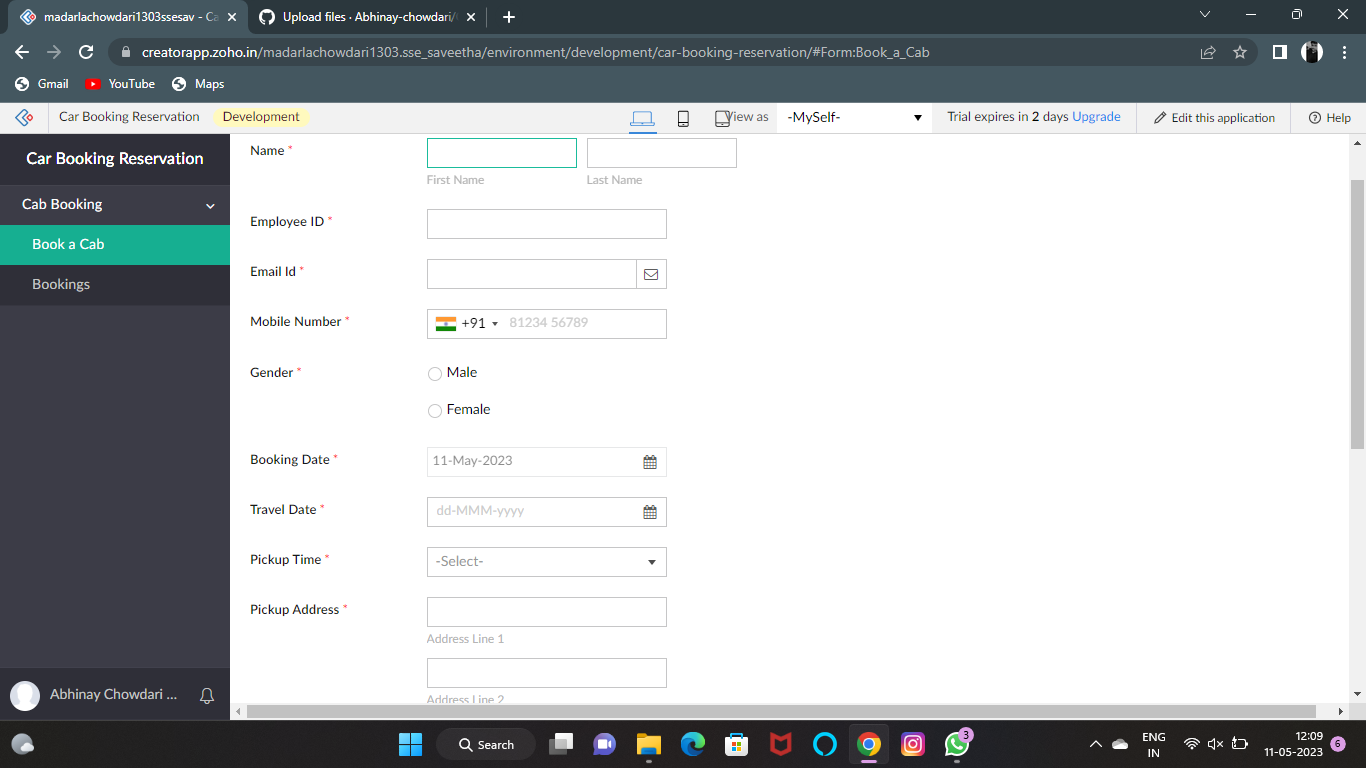 madarlachowdari1303ssesav - Ca
Upload files · Abhinay-chowdari/
creatorapp.zoho.in/madarlachowdari1303.sse_saveetha/environment/development/car-booking-reservation/#Form:Book_a_Cab
Gmail YouTube Maps
Car Booking Reservation Development View as -MySelf- Trial expires in 2 days Upgrade Edit this application Help
Car Booking Reservation
Cab Booking
Book a Cab
Bookings
Abhinay Chowdari ...
Name *
First Name Last Name
Employee ID *
Email Id *
Mobile Number * +91 81234 56789
Gender * Male
Female
Booking Date * 11-May-2023
Travel Date * dd-MMM-yyyy
Pickup Time * -Select-
Pickup Address *
Address Line 1
Address Line 2
Search
3
ENG
IN
12:09
11-05-2023
6